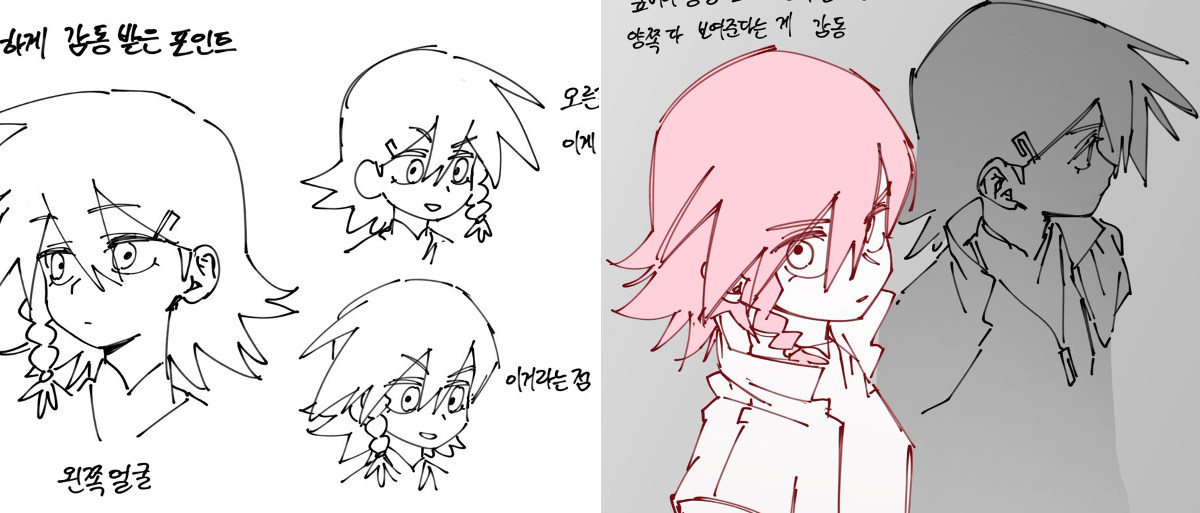 하게 감동 받은 포인트
오른
이게
이거라는 점
왼쪽 얼굴
양쪽 다 보여준다는 게 감동